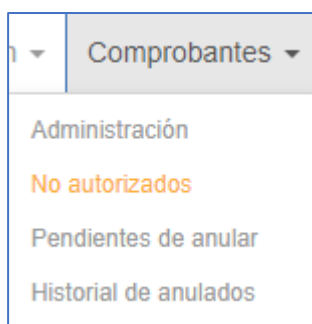 Comprobantes
Administración
No autorizados
Pendientes de anular
Historial de anulados